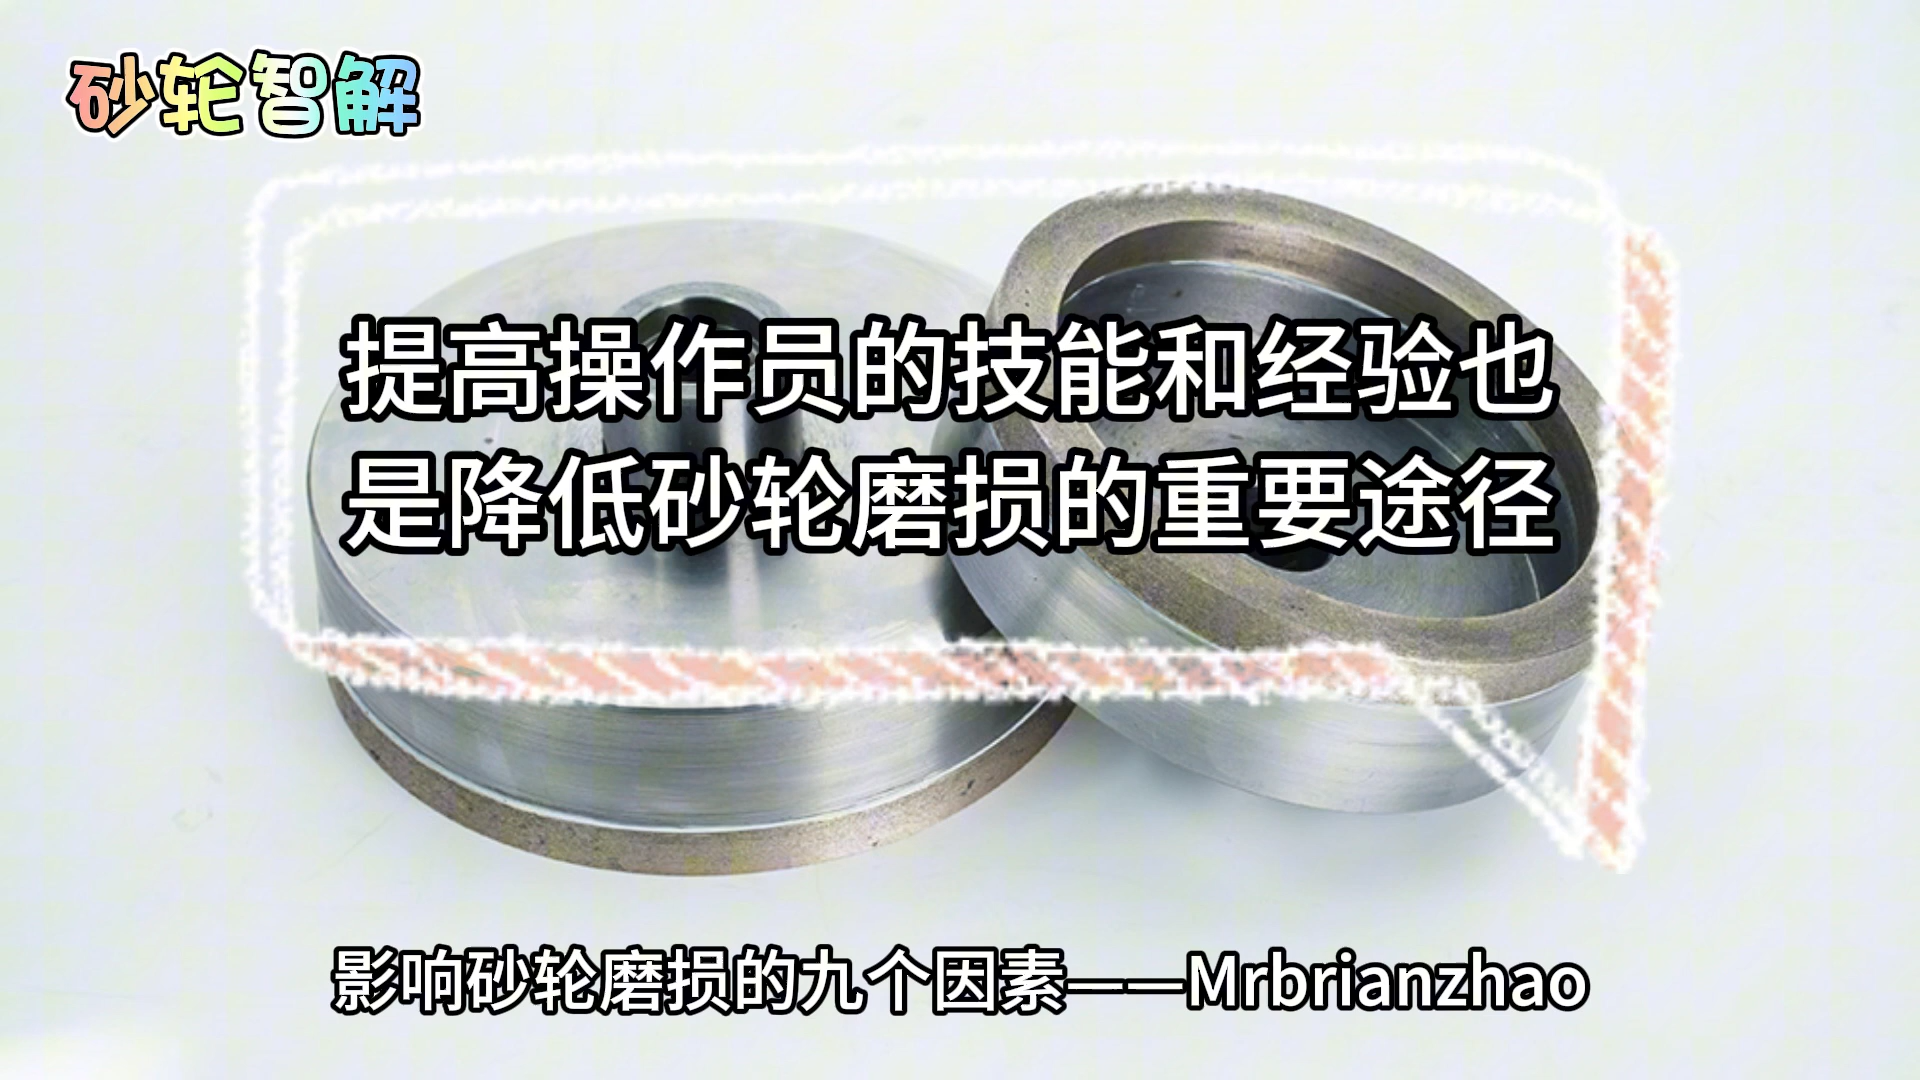 砂轮智解
提高操作员的技能和经验也
是降低砂轮磨损的重要途径
影响砂轮磨损的九个因素——Mrbrianzhao